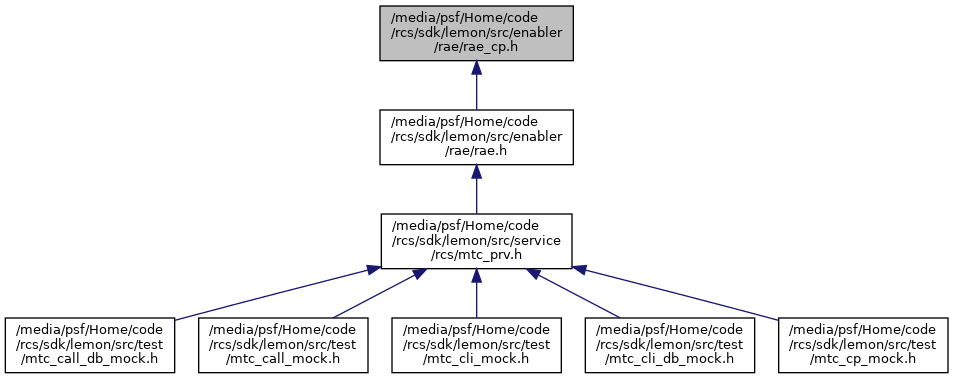 /media/psf/Home/code
/rcs/sdk/lemon/src/enabler
/rae/rae_cp.h
/media/psf/Home/code
/rcs/sdk/lemon/src/enabler
/rae/rae.h
/media/psf/Home/code
/rcs/sdk/lemon/src/service
/rcs/mtc_prv.h
/media/psf/Home/code
/rcs/sdk/lemon/src/test
/mtc_call_db_mock.h
/media/psf/Home/code
/rcs/sdk/lemon/src/test
/mtc_call_mock.h
/media/psf/Home/code
/rcs/sdk/lemon/src/test
/mtc_cli_mock.h
/media/psf/Home/code
/rcs/sdk/lemon/src/test
/mtc_cli_db_mock.h
/media/psf/Home/code
/rcs/sdk/lemon/src/test
/mtc_cp_mock.h